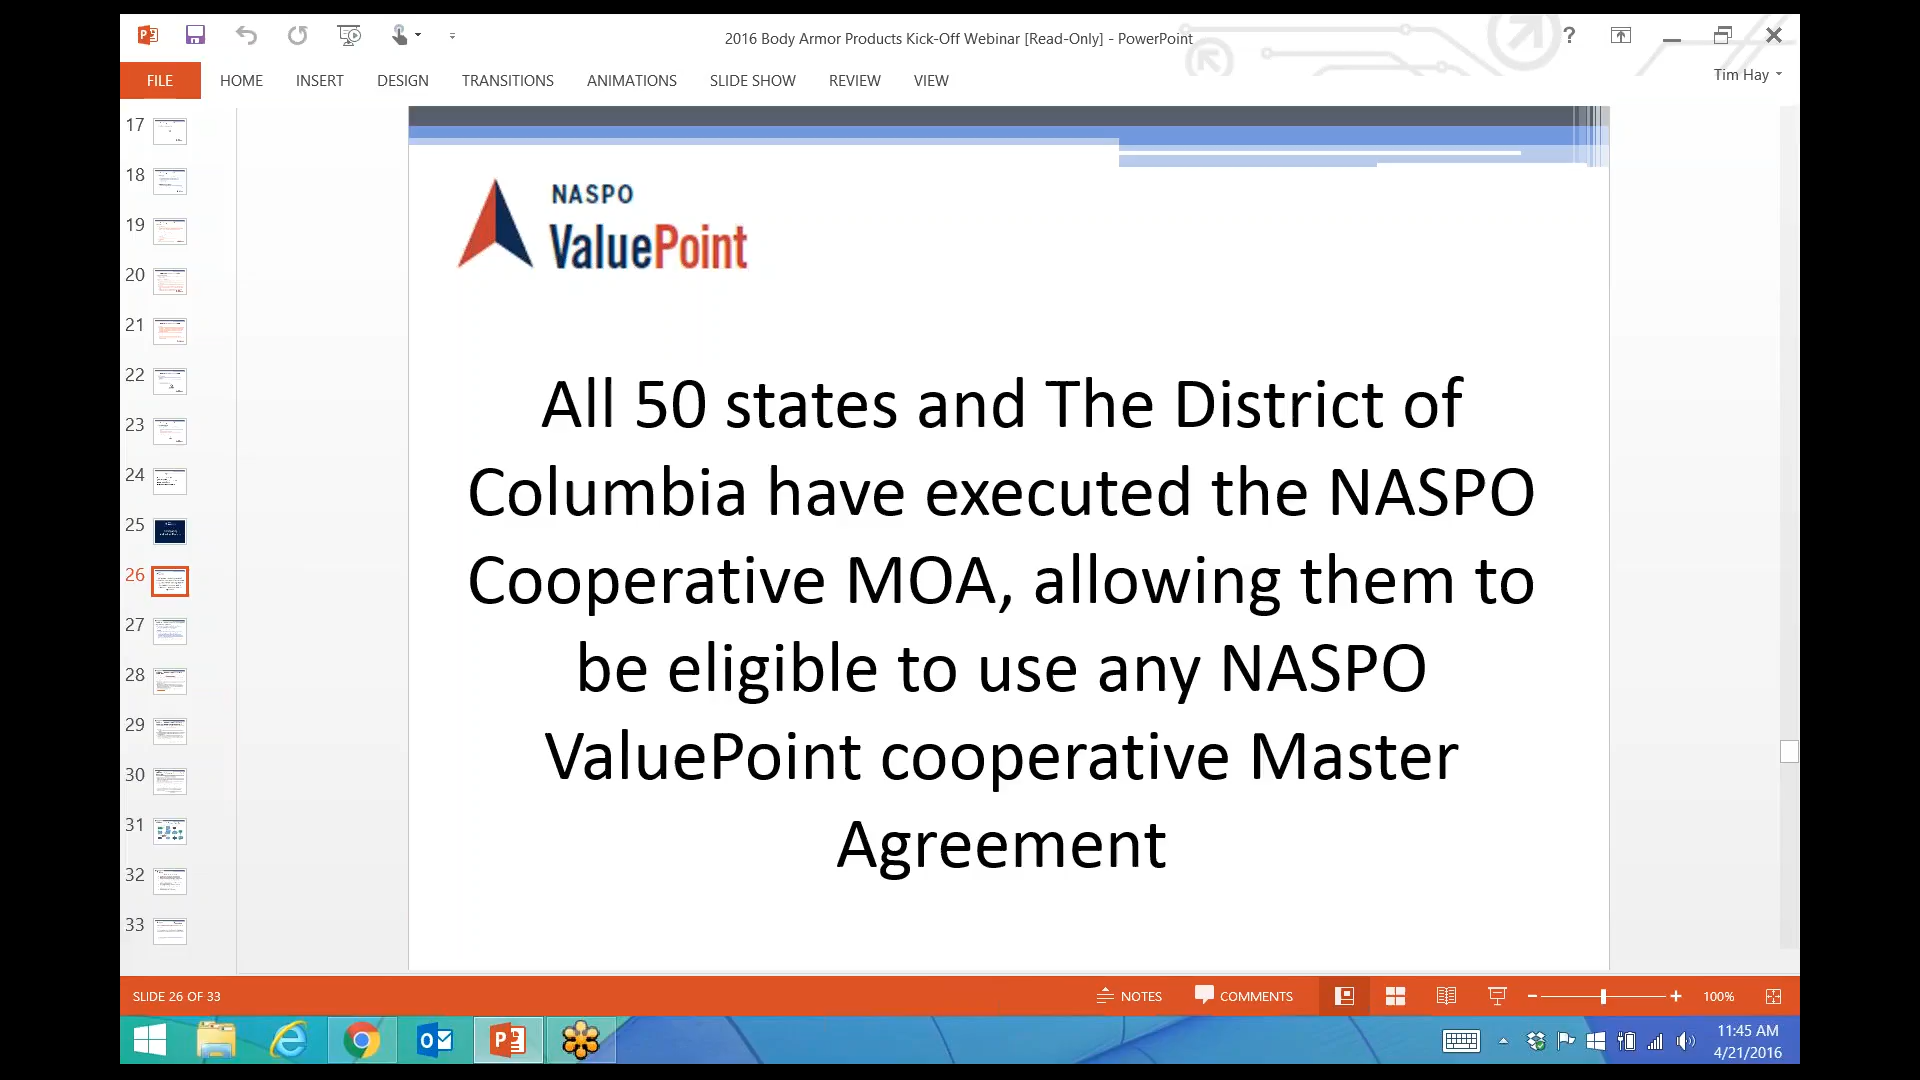 2016 Body Armor Products Kick-Off Webinar [Read-Only] - PowerPoint
FILE HOME INSERT DESIGN TRANSITIONS ANIMATIONS SLIDE SHOW REVIEW VIEW
Tim Hay
17
18
19
20
21
22
23
24
25
26
27
28
29
30
31
32
33
NASPO
ValuePoint
All 50 states and The District of
Columbia have executed the NASPO
Cooperative MOA, allowing them to
be eligible to use any NASPO
ValuePoint cooperative Master
Agreement
SLIDE 26 OF 33 NOTES COMMENTS 100%
11:45 AM
4/21/2016